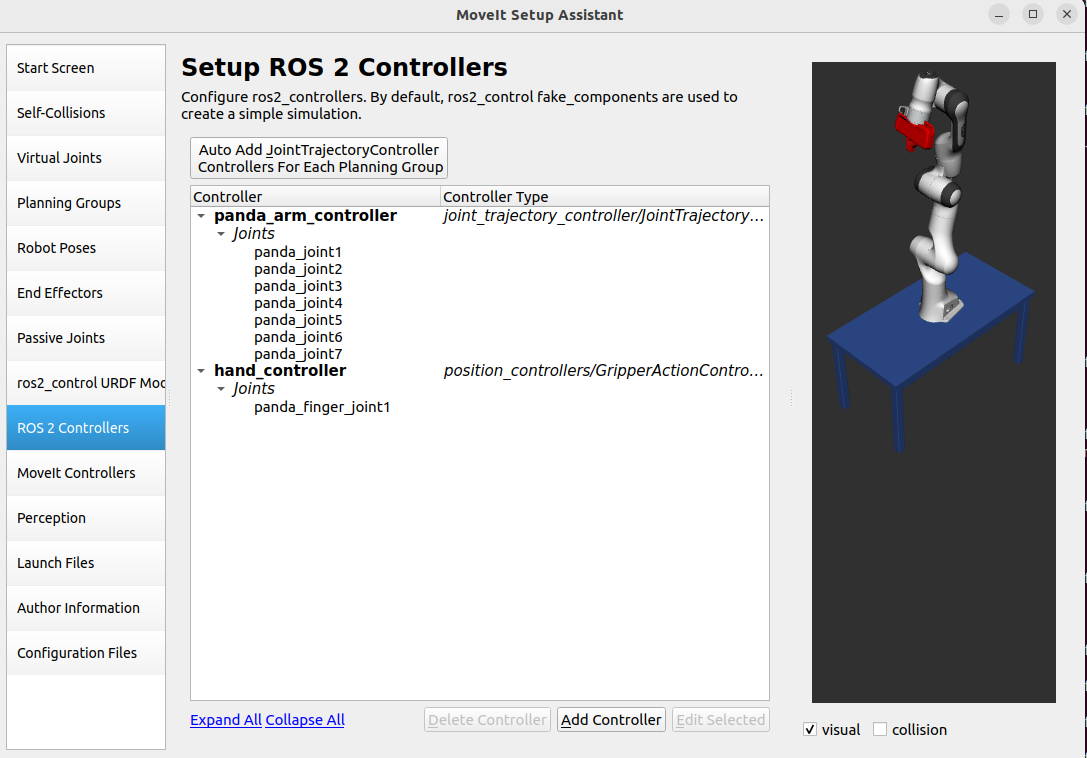 MoveIt Setup Assistant
Start Screen
Self-Collisions
Virtual Joints
Planning Groups
Robot Poses
End Effectors
Passive Joints
ros2_control URDF Moc
ROS 2 Controllers
MoveIt Controllers
Perception
Launch Files
Author Information
Configuration Files
Setup ROS 2 Controllers
Configure ros2_controllers. By default, ros2_control fake_components are used to
create a simple simulation.
Auto Add JointTrajectoryController
Controllers For Each Planning Group
Controller Controller Type
panda_arm_controller joint_trajectory_controller/JointTrajectory...
Joints
panda_joint1
panda_joint2
panda_joint3
panda_joint4
panda_joint5
panda_joint6
panda_joint7
hand_controller position_controllers/GripperActionContro...
Joints
panda_finger_joint1
Expand All Collapse All Delete Controller Add Controller Edit Selected
visual collision